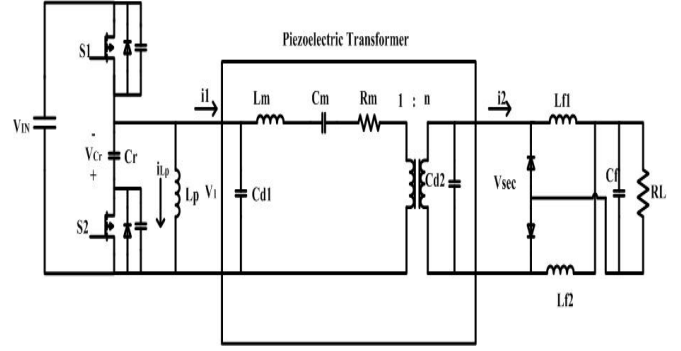 Piezoelectric Transformer
S1
i1
Lm
Cm
Rm
1 : n
i2
Lf1
VIN
-
VCr
+
Cr
iLp
Lp
V1
Cd1
Cd2
Vsec
Cf
RL
S2
Lf2